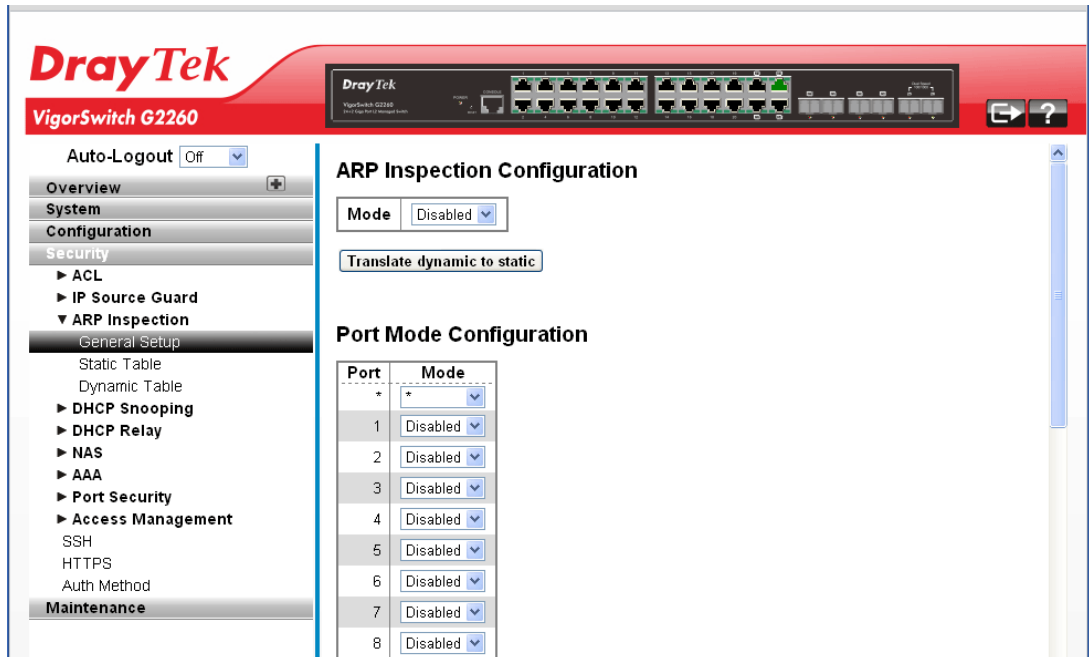 DrayTek
VigorSwitch G2260
DrayTek
VigorSwitch G2260
Auto-Logout Off
Overview
System
Configuration
Security
► ACL
► IP Source Guard
▼ ARP Inspection
General Setup
Static Table
Dynamic Table
► DHCP Snooping
► DHCP Relay
► NAS
► AAA
► Port Security
► Access Management
SSH
HTTPS
Auth Method
Maintenance
?
ARP Inspection Configuration
Mode Disabled
Translate dynamic to static
Port Mode Configuration
Port Mode
* *
1 Disabled
2 Disabled
3 Disabled
4 Disabled
5 Disabled
6 Disabled
7 Disabled
8 Disabled